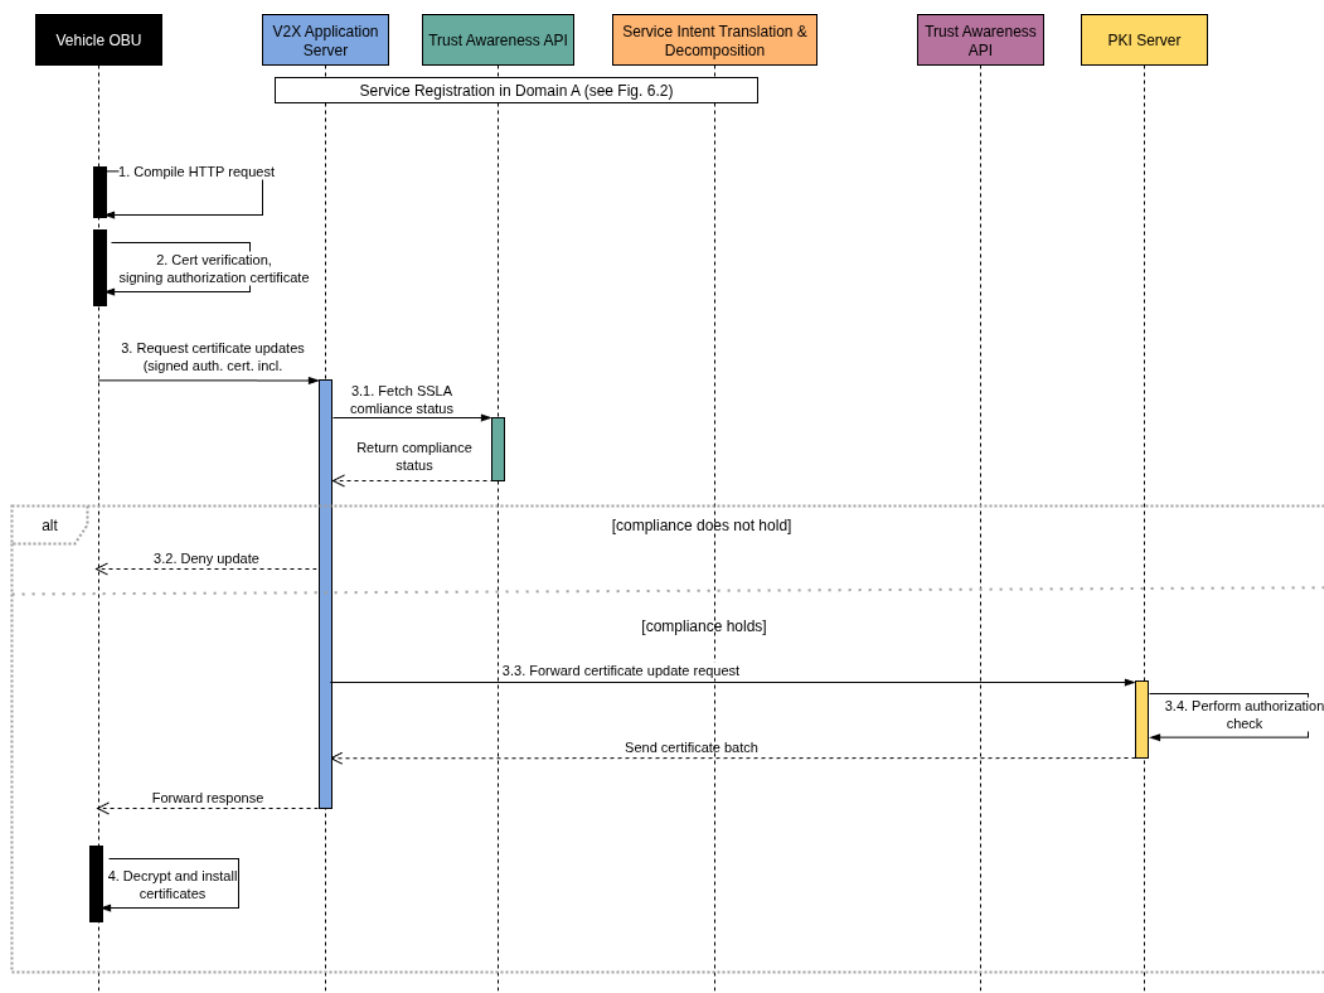 Vehicle OBU
V2X Application
Server
Trust Awareness API
Service Intent Translation &
Decomposition
Trust Awareness
API
PKI Server
Service Registration in Domain A (see Fig. 6.2)
1. Compile HTTP request
2. Cert verification,
signing authorization certificate
3. Request certificate updates
(signed auth. cert. incl.
3.1. Fetch SSLA
comliance status
Return compliance
status
alt
[compliance does not hold]
3.2. Deny update
[compliance holds]
3.3. Forward certificate update request
3.4. Perform authorization
check
Send certificate batch
Forward response
4. Decrypt and install
certificates